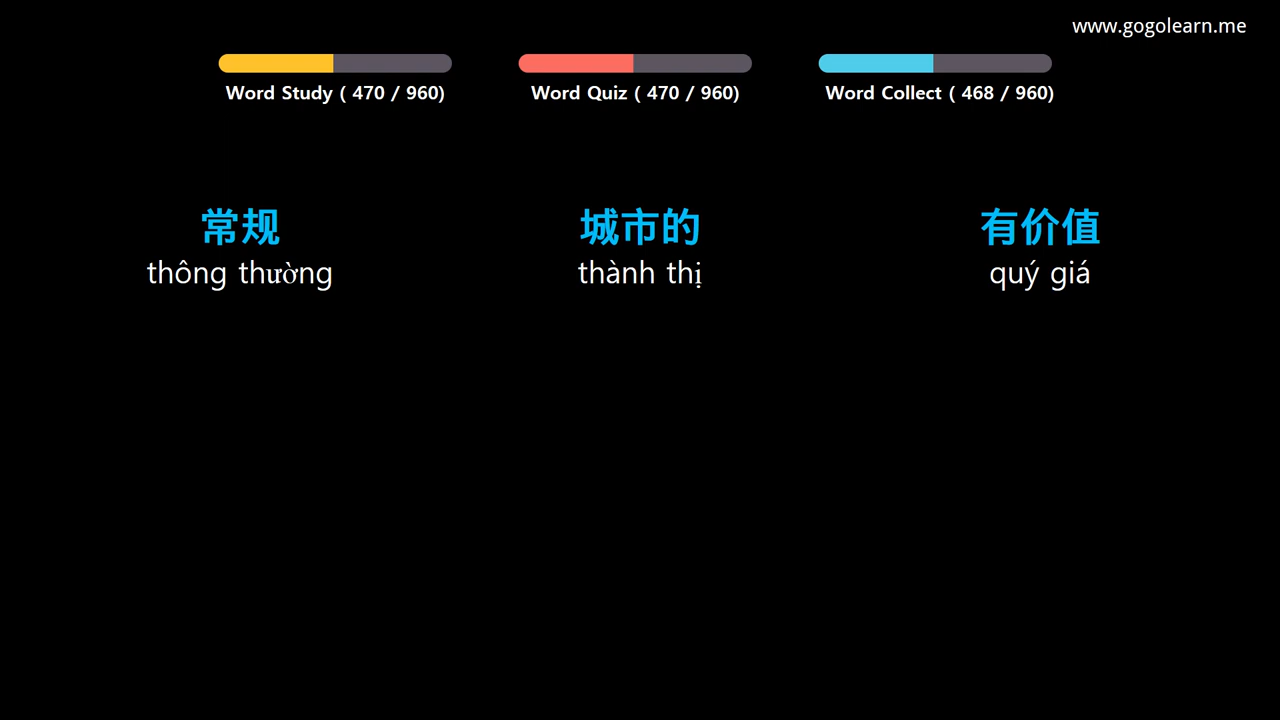 www.gogolearn.me
Word Study ( 470 / 960)
Word Quiz ( 470 / 960)
Word Collect ( 468 / 960)
常规
thông thường
城市的
thành thị
有价值
quý giá